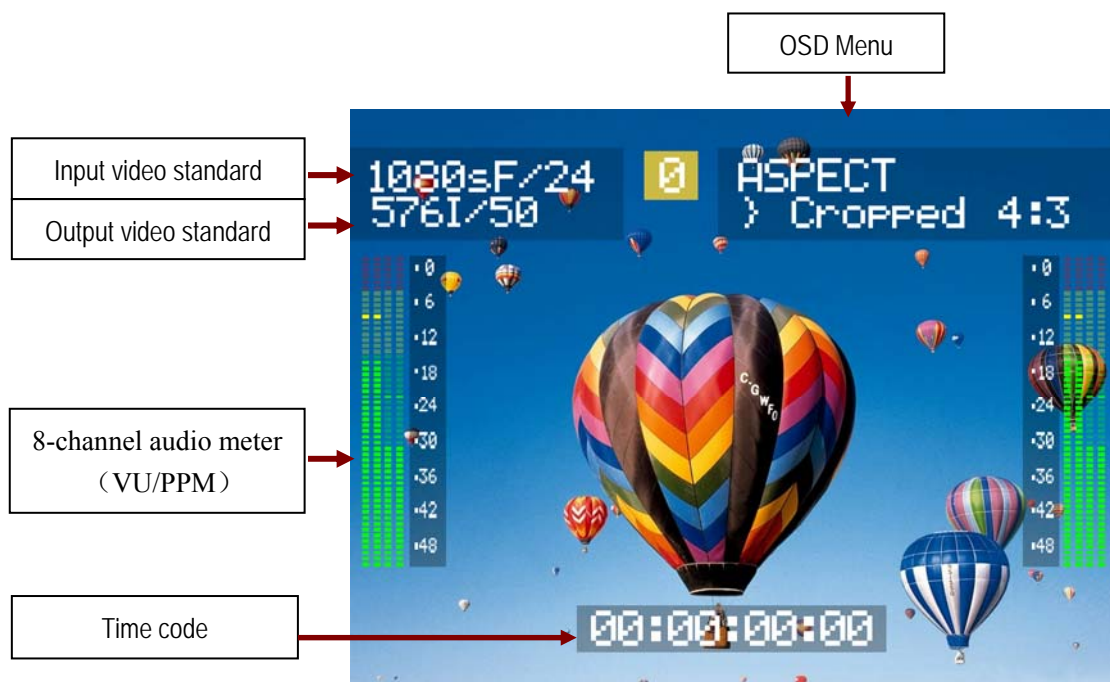 OSD Menu
Input video standard
Output video standard
1080sF/24
576I/50
0
ASPECT
} Cropped 4:3
0
6
12
18
24
30
36
42
48
0
6
12
18
24
30
36
42
48
C-GWFO
8-channel audio meter
（VU/PPM）
Time code
00:00:00:00